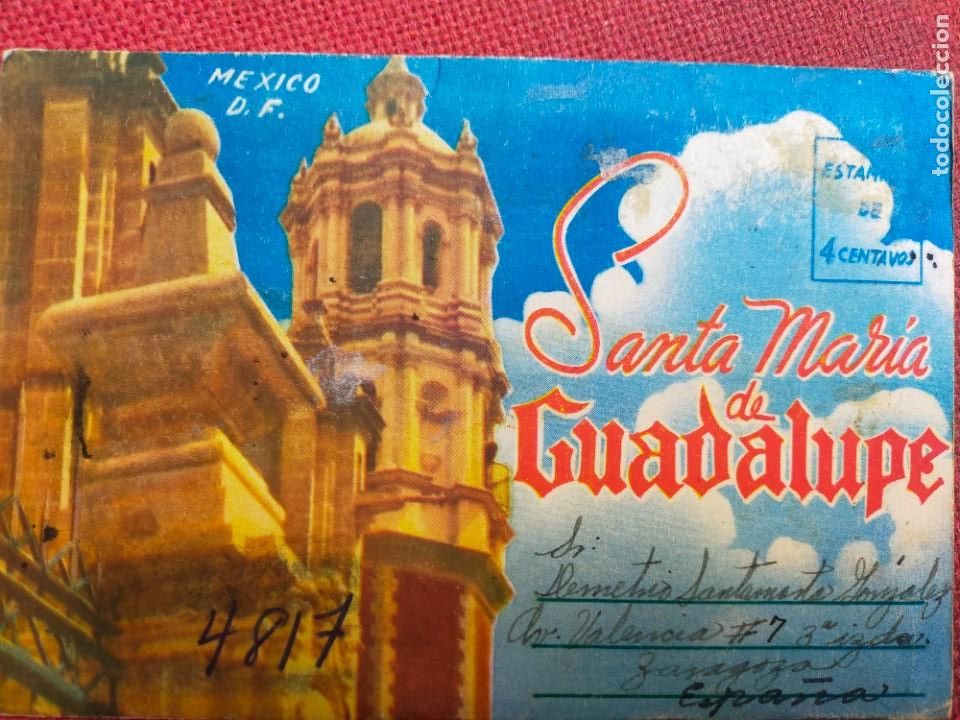 MEXICO
D. F.
ESTAM
DE
4 CENTAVOS
Santa María
de
Guadalupe
Sr.
Demetrio Santamaría González
Av. Valencia #7 3ª izda.
Zaragoza
España
4817
todocoleccion